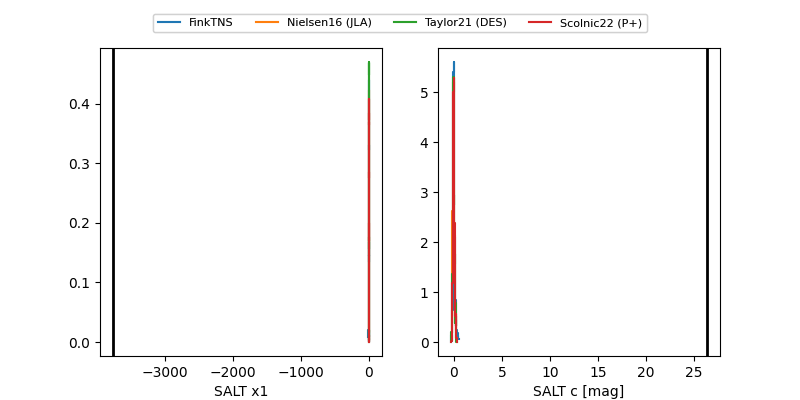 FinkTNS Nielsen16 (JLA) Taylor21 (DES) Scolnic22 (P+)
0.4
0.3
0.2
0.1
0.0
−3000 −2000 −1000 0
SALT x1
5
4
3
2
1
0
0 5 10 15 20 25
SALT c [mag]